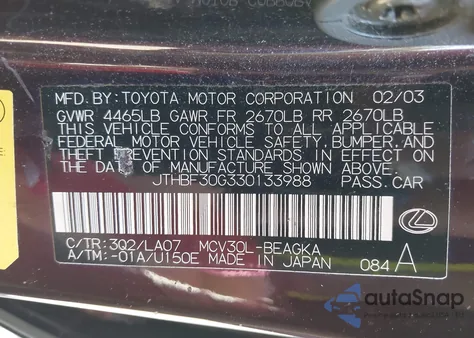 MFD.BY: TOYOTA MOTOR CORPORATION 02/03
GVWR 4465LB GAWR FR 2670LB RR 2670LB
THIS VEHICLE CONFORMS TO ALL APPLICABLE
FEDERAL MOTOR VEHICLE SAFETY, BUMPER, AND
THEFT PREVENTION STANDARDS IN EFFECT ON
THE DATE OF MANUFACTURE SHOWN ABOVE.
JTHBF30G330133988 PASS.CAR
C/TR: 3Q2/LA07 MCV30L-BEAGKA
A/TM:-01A/U150E MADE IN JAPAN 084A
autoSnap